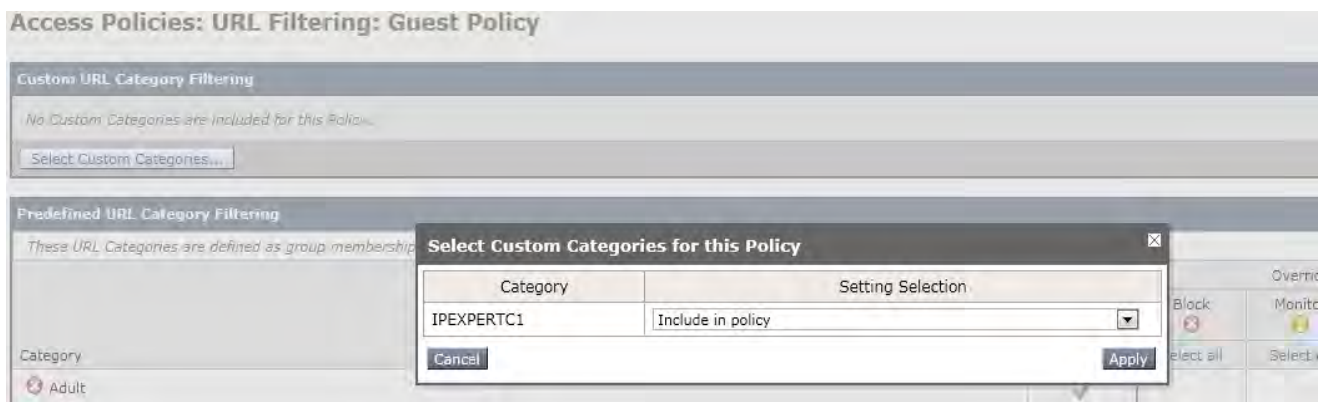 Access Policies: URL Filtering: Guest Policy
Custom URL Category Filtering
No Custom Categories are included for this Policy.
Select Custom Categories...
Predefined URL Category Filtering
These URL Categories are defined as group membership
Select Custom Categories for this Policy
Category Setting Selection
IPEXPERTC1 Include in policy
Cancel Apply
Overrid
Block Monito
Category
elect all Select
Adult